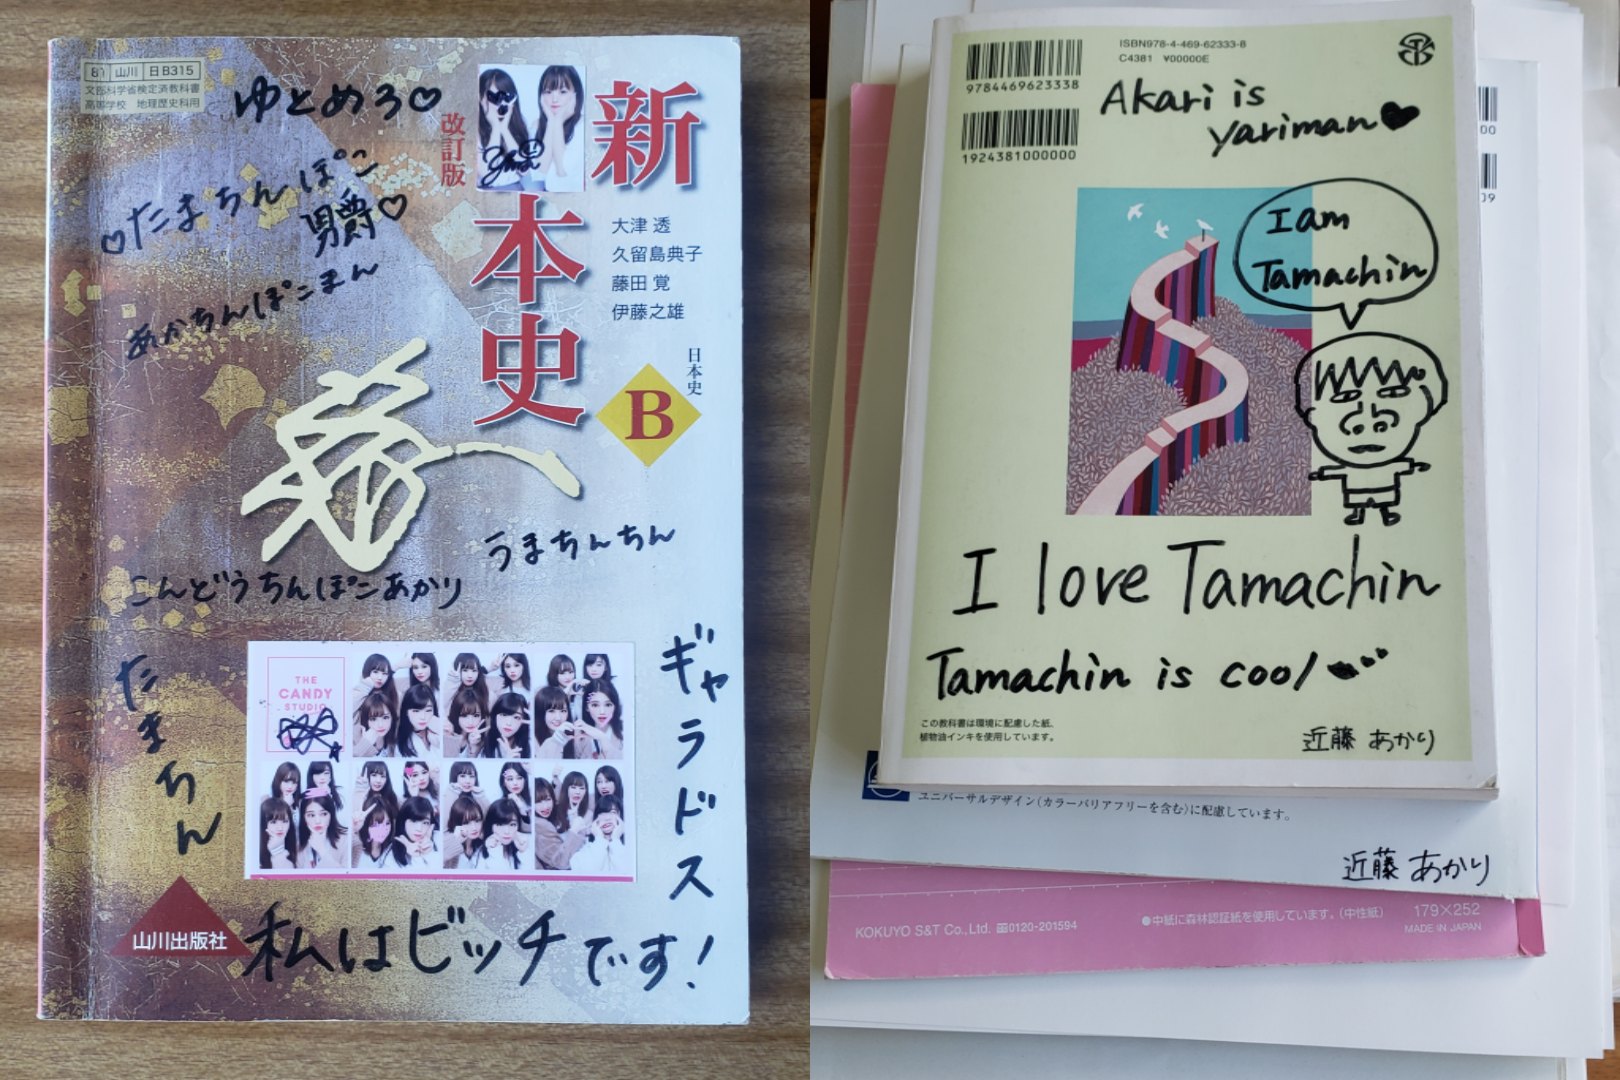 81 山川 日B315
文部科学省検定済教科書
高等学校 地理歴史科用
ゆとめろ♡
改訂版
新
本
史
♡たまちんぽこ
男爵♡
大津 透
久留島典子
藤田 覚
伊藤之雄
あかちんぽこまん
日本史
B
うまちんちん
こんどうちんぽこあかり
たまちん
THE
CANDY
STUDIO
ギャラドス
山川出版社
私はビッチです!
ISBN978-4-469-62333-8
C4381 ¥00000E
9784469623338
1924381000000
Akari is
yariman♥
I am
Tamachin
I love Tamachin
Tamachin is cool
この教科書は環境に配慮した紙、
植物油インキを使用しています。
近藤 あかり
ユニバーサルデザイン(カラーバリアフリーを含む)に配慮しています。
近藤 あかり
KOKUYO S&T Co.,Ltd. 0120-201594
●中紙に森林認証紙を使用しています。(中性紙)
179×252
MADE IN JAPAN